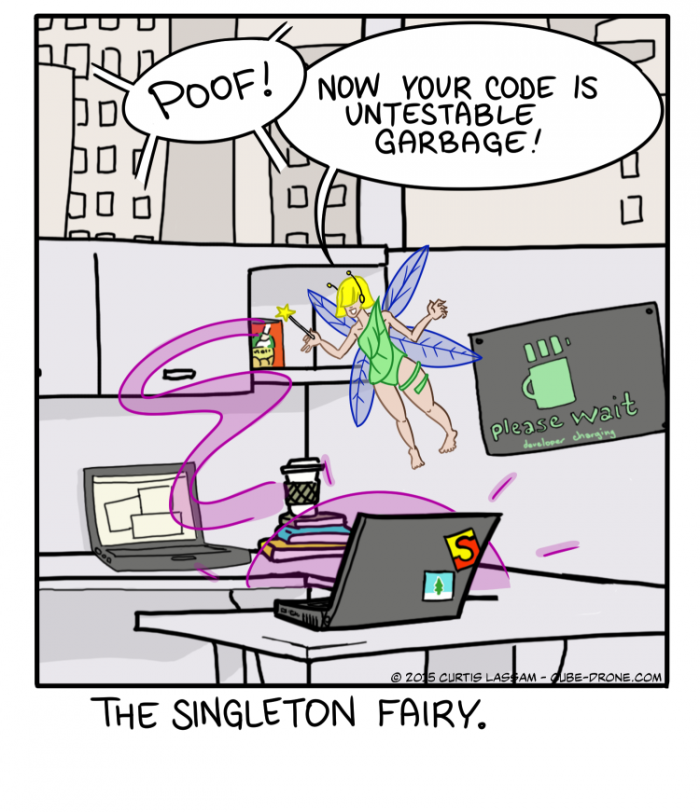 POOF!
NOW YOUR CODE IS
UNTESTABLE
GARBAGE!
please wait
developer charging
S
© 2015 CURTIS LASSAM - CUBE-DRONE.COM
THE SINGLETON FAIRY.